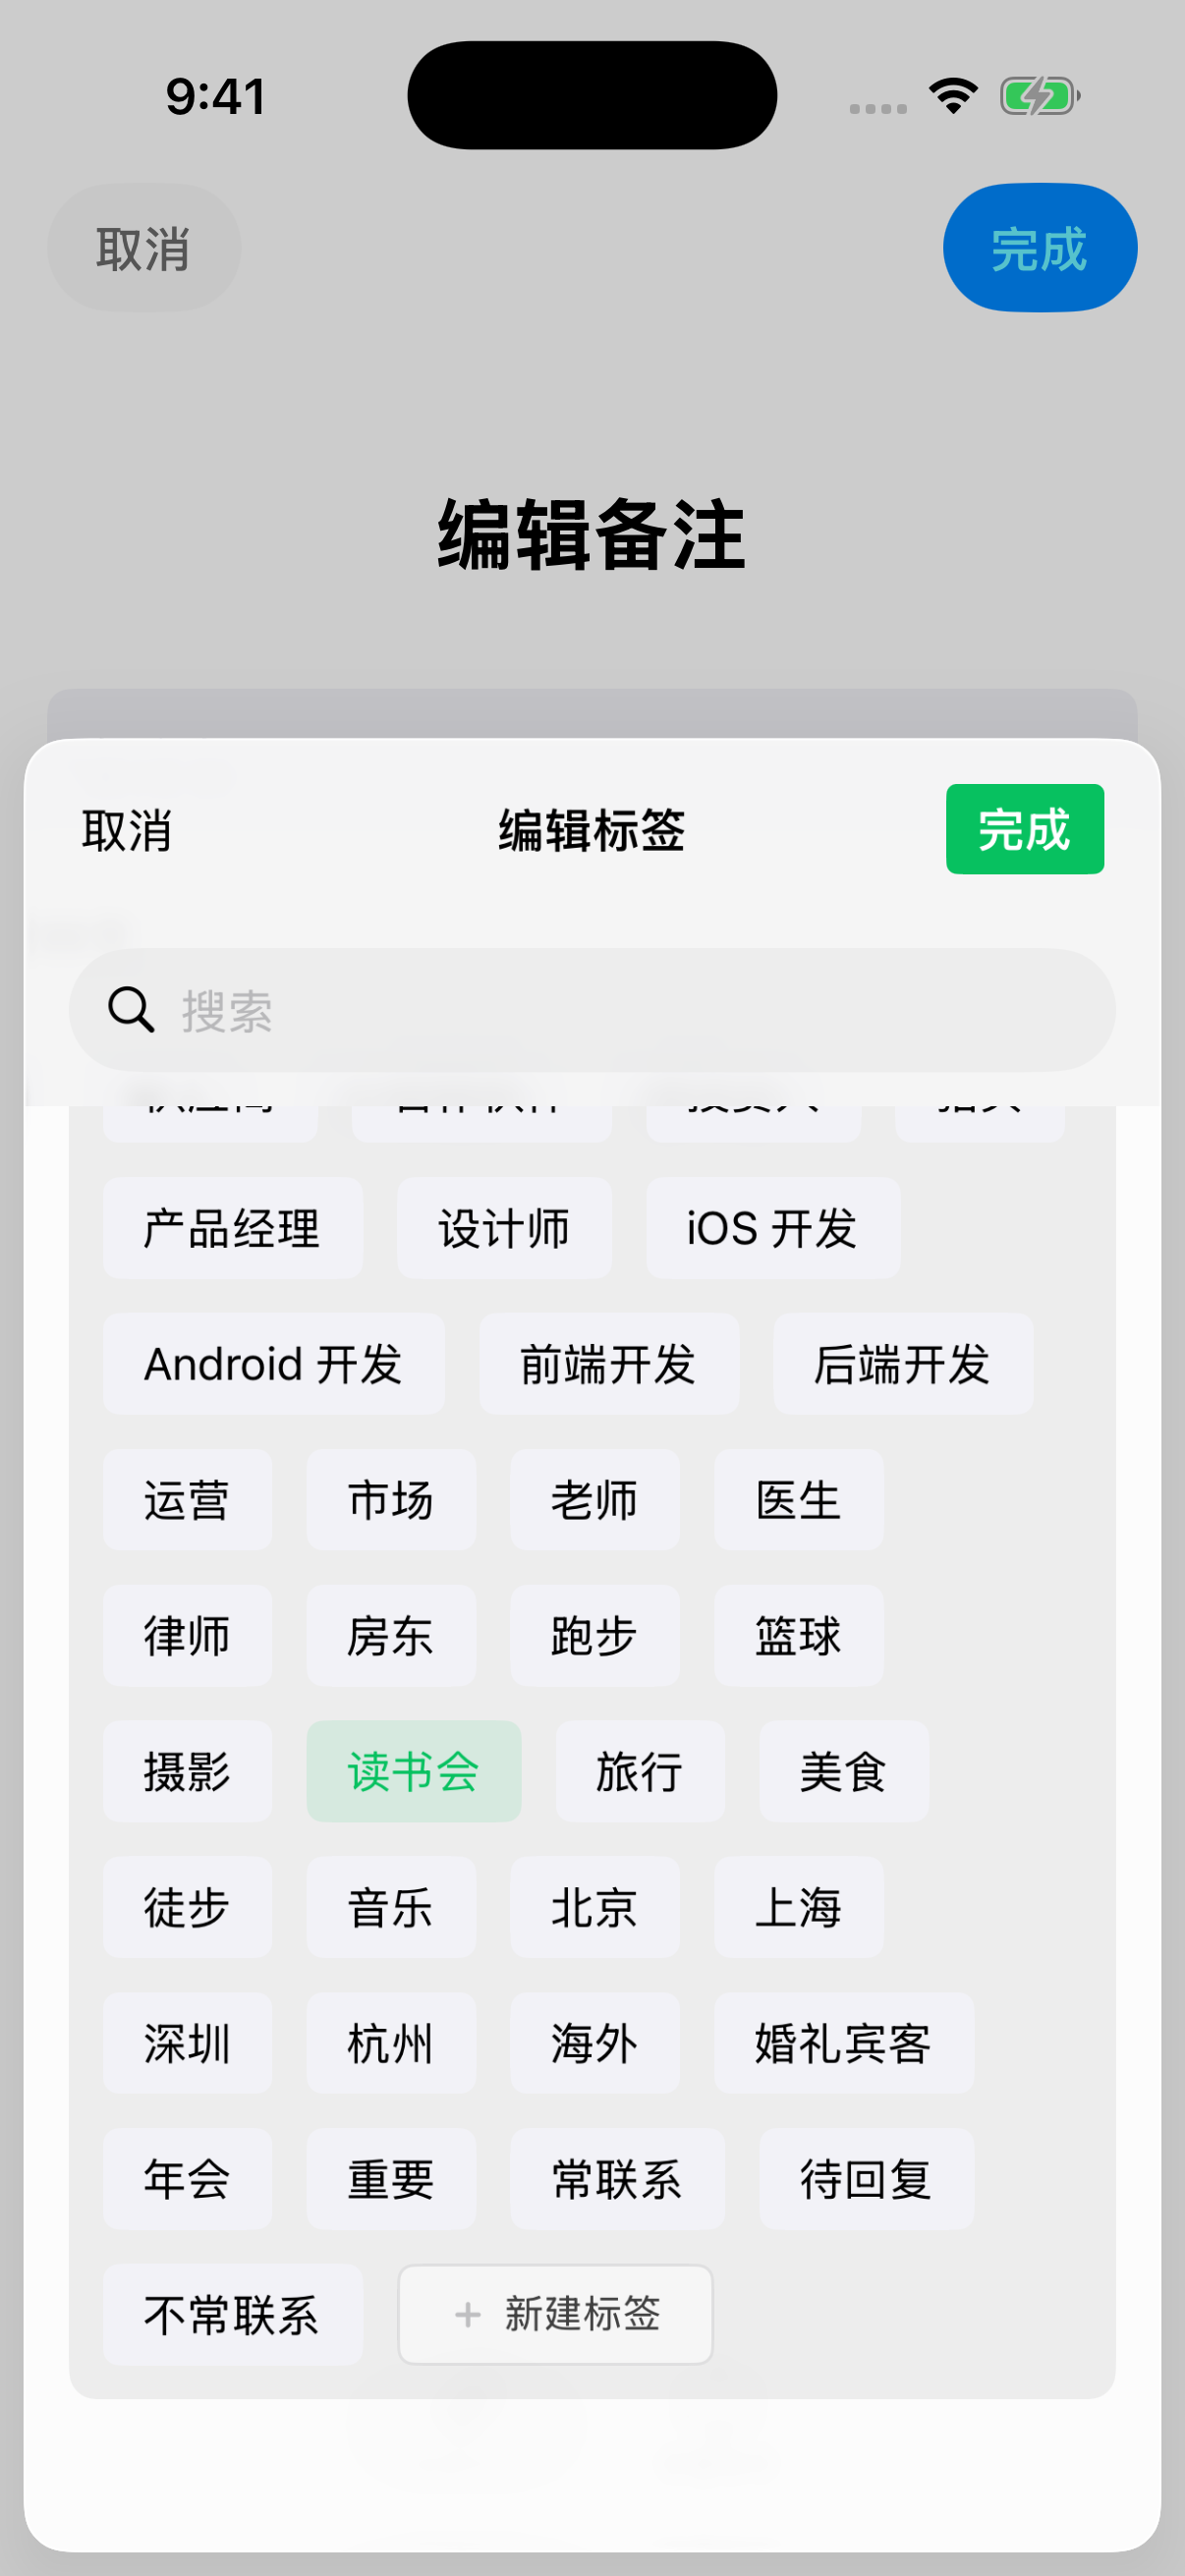 9:41
取消 完成
编辑备注
取消 编辑标签 完成
搜索
产品经理 设计师 iOS 开发
Android 开发 前端开发 后端开发
运营 市场 老师 医生
律师 房东 跑步 篮球
摄影 读书会 旅行 美食
徒步 音乐 北京 上海
深圳 杭州 海外 婚礼宾客
年会 重要 常联系 待回复
不常联系 + 新建标签